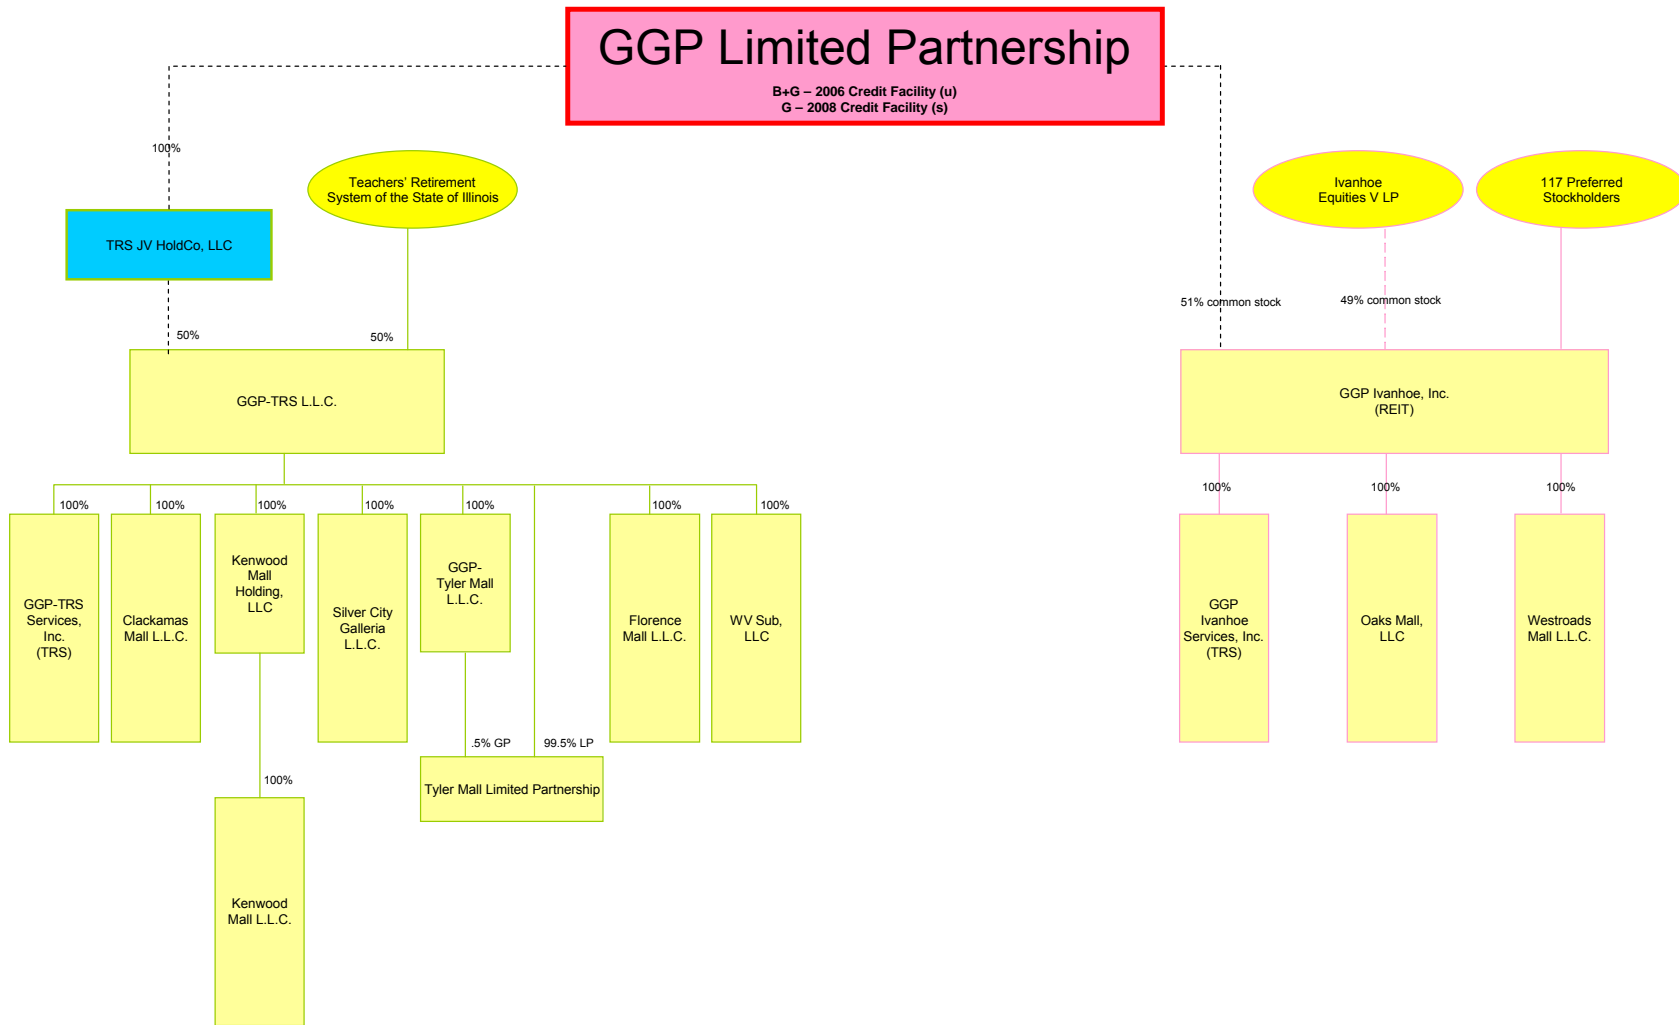 GGP Limited Partnership
B+G – 2006 Credit Facility (u)
G – 2008 Credit Facility (s)
100%
Teachers' Retirement
System of the State of Illinois
Ivanhoe
Equities V LP
117 Preferred
Stockholders
TRS JV HoldCo, LLC
51% common stock
49% common stock
50%
50%
GGP-TRS L.L.C.
GGP Ivanhoe, Inc.
(REIT)
100%
100%
100%
100%
100%
100%
100%
100%
100%
100%
GGP-TRS
Services,
Inc.
(TRS)
Clackamas
Mall L.L.C.
Kenwood
Mall
Holding,
LLC
Silver City
Galleria
L.L.C.
GGP-
Tyler Mall
L.L.C.
Florence
Mall L.L.C.
WV Sub,
LLC
GGP
Ivanhoe
Services, Inc.
(TRS)
Oaks Mall,
LLC
Westroads
Mall L.L.C.
.5% GP
99.5% LP
100%
Tyler Mall Limited Partnership
Kenwood
Mall L.L.C.